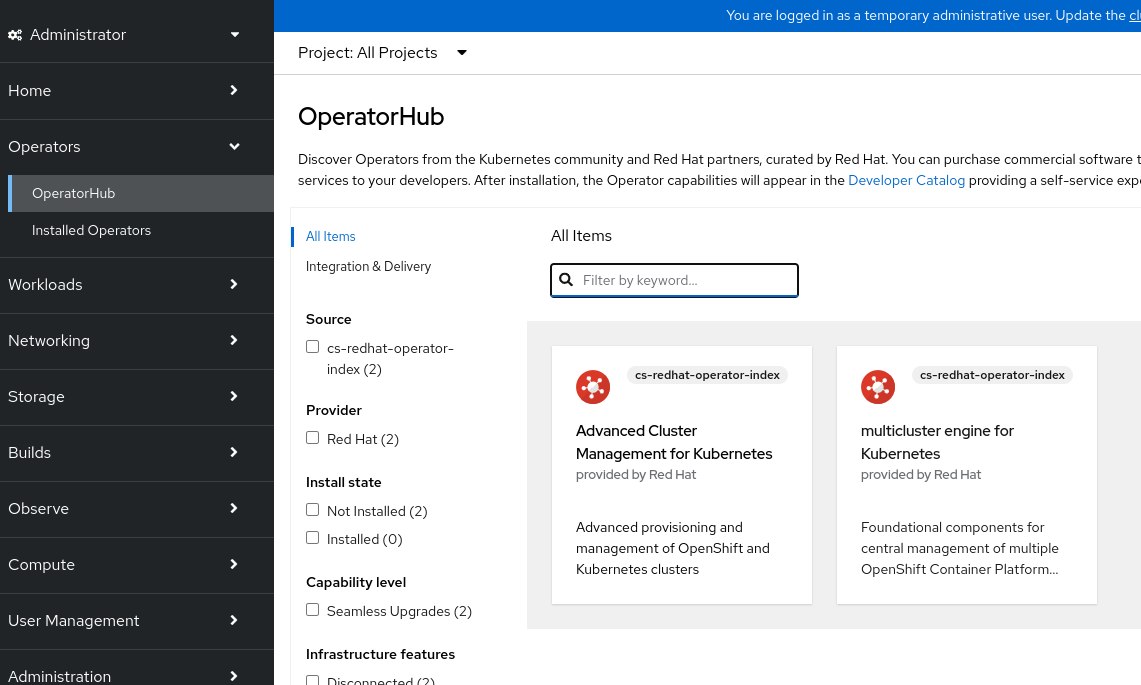 Administrator
Home
Operators
OperatorHub
Installed Operators
Workloads
Networking
Storage
Builds
Observe
Compute
User Management
Administration
You are logged in as a temporary administrative user. Update the cl
Project: All Projects
OperatorHub
Discover Operators from the Kubernetes community and Red Hat partners, curated by Red Hat. You can purchase commercial software t
services to your developers. After installation, the Operator capabilities will appear in the Developer Catalog providing a self-service exp
All Items
Integration & Delivery
Source
cs-redhat-operator-
index (2)
Provider
Red Hat (2)
Install state
Not Installed (2)
Installed (0)
Capability level
Seamless Upgrades (2)
Infrastructure features
Disconnected (2)
All Items
Filter by keyword...
cs-redhat-operator-index
Advanced Cluster
Management for Kubernetes
provided by Red Hat
Advanced provisioning and
management of OpenShift and
Kubernetes clusters
cs-redhat-operator-index
multicluster engine for
Kubernetes
provided by Red Hat
Foundational components for
central management of multiple
OpenShift Container Platform...